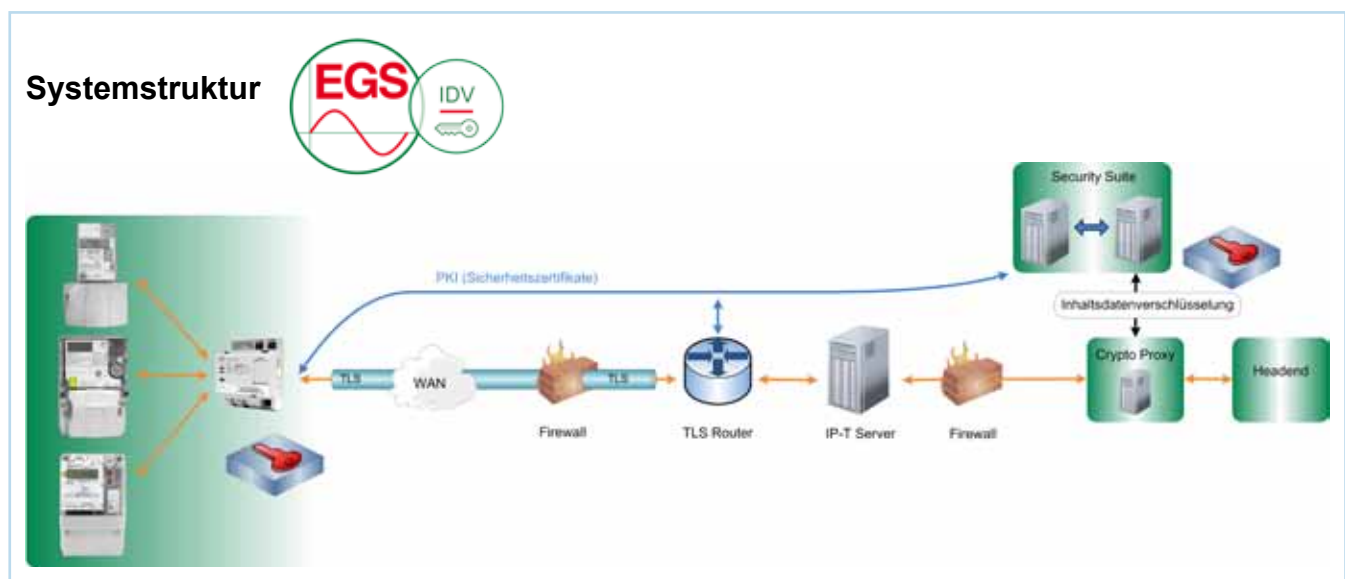 Systemstruktur
EGS
IDV
Security Suite
PKI (Sicherheitszertifikate)
Inhaltsdatenverschlüsselung
TLS
WAN
TLS
Crypto Proxy
Headend
Firewall
TLS Router
IP-T Server
Firewall